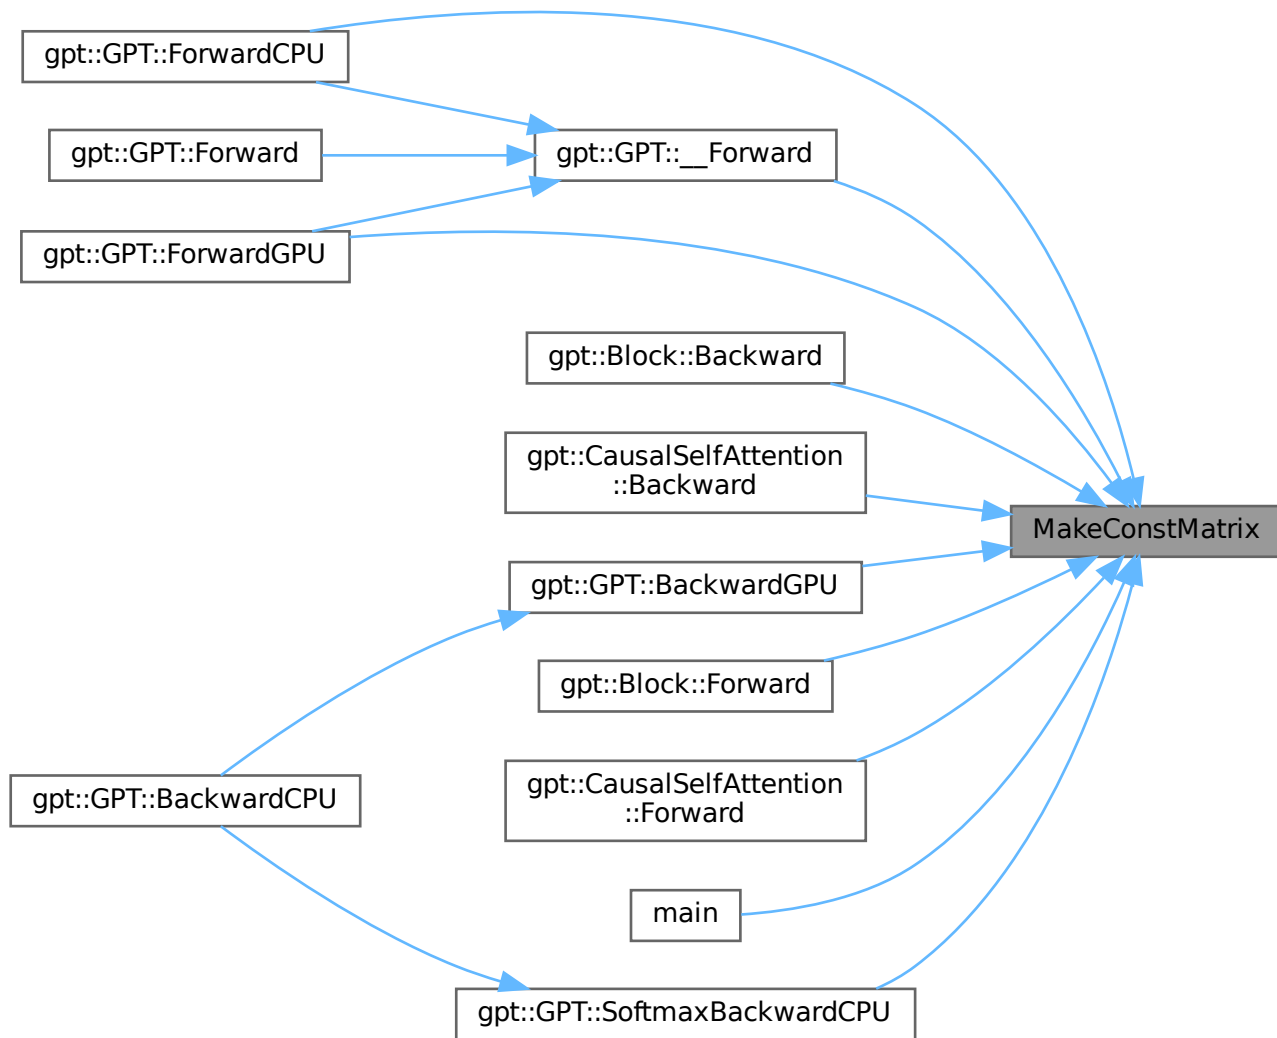 gpt::GPT::ForwardCPU
gpt::GPT::Forward
gpt::GPT::__Forward
gpt::GPT::ForwardGPU
gpt::Block::Backward
gpt::CausalSelfAttention
::Backward
MakeConstMatrix
gpt::GPT::BackwardGPU
gpt::Block::Forward
gpt::CausalSelfAttention
::Forward
gpt::GPT::BackwardCPU
main
gpt::GPT::SoftmaxBackwardCPU